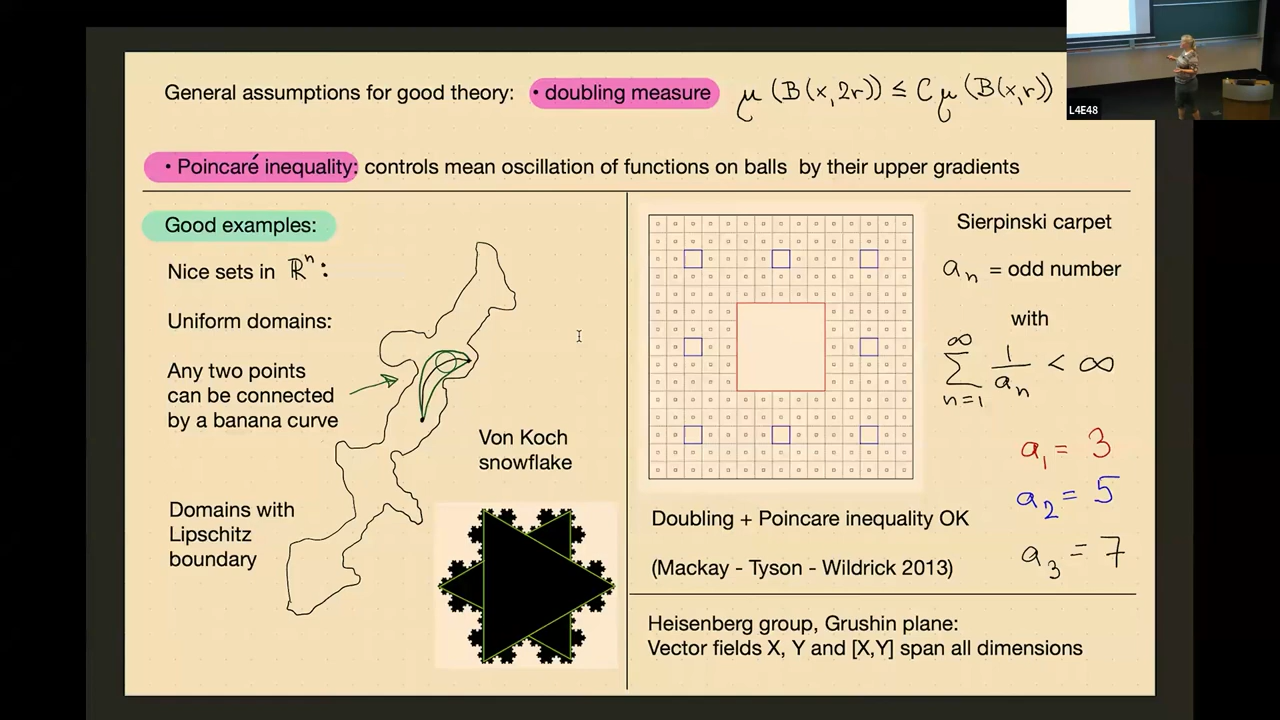 General assumptions for good theory: • doubling measure μ(B(x,2r)) ≤ Cμ(B(x,r))
L4E48
• Poincaré inequality: controls mean oscillation of functions on balls by their upper gradients
Good examples:
Nice sets in ℝⁿ:
Uniform domains:
Any two points
can be connected
by a banana curve
Von Koch
snowflake
Domains with
Lipschitz
boundary
Sierpinski carpet
aₙ = odd number
with
∞
∑ 1/aₙ < ∞
n=1
a₁ = 3
a₂ = 5
a₃ = 7
Doubling + Poincare inequality OK
(Mackay - Tyson - Wildrick 2013)
Heisenberg group, Grushin plane:
Vector fields X, Y and [X,Y] span all dimensions